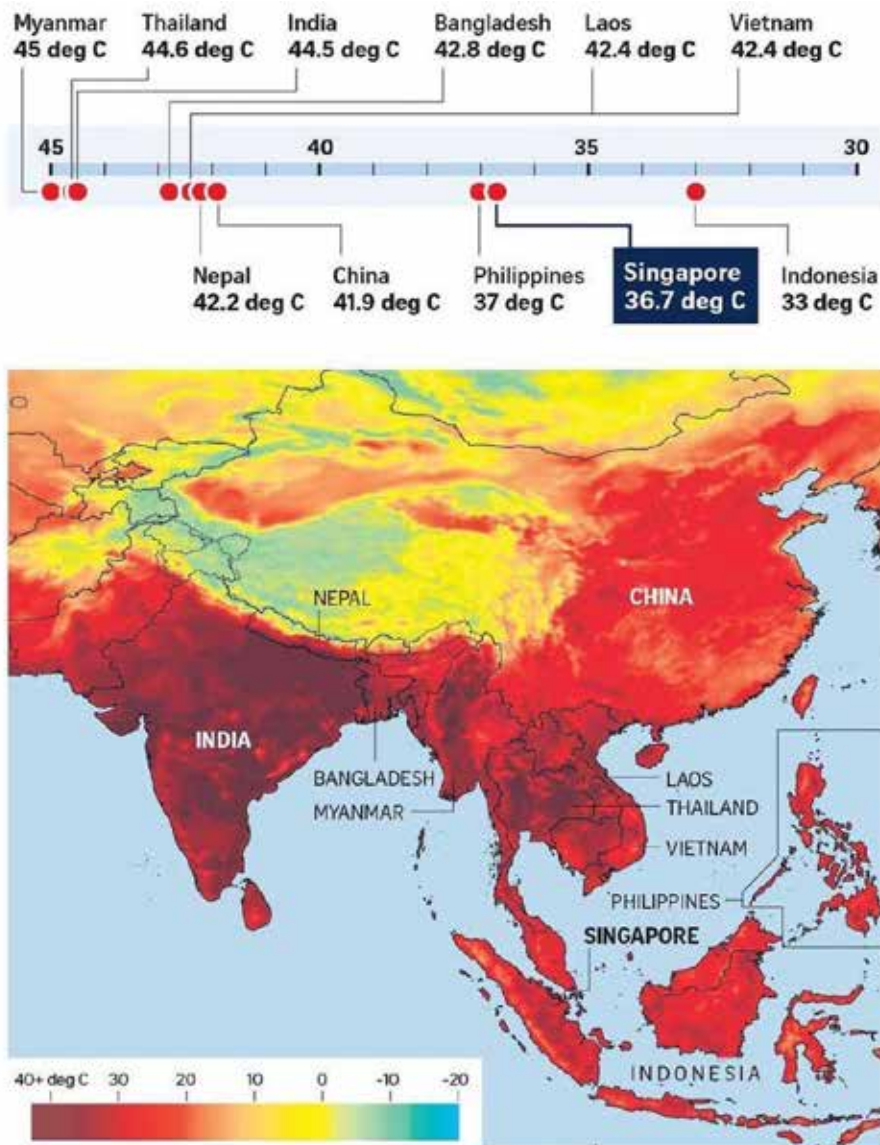 Myanmar
45 deg C
Thailand
44.6 deg C
India
44.5 deg C
Bangladesh
42.8 deg C
Laos
42.4 deg C
Vietnam
42.4 deg C
45 40 35 30
Nepal
42.2 deg C
China
41.9 deg C
Philippines
37 deg C
Singapore
36.7 deg C
Indonesia
33 deg C
NEPAL
CHINA
INDIA
BANGLADESH
MYANMAR
LAOS
THAILAND
VIETNAM
PHILIPPINES
SINGAPORE
INDONESIA
40+ deg C 30 20 10 0 -10 -20